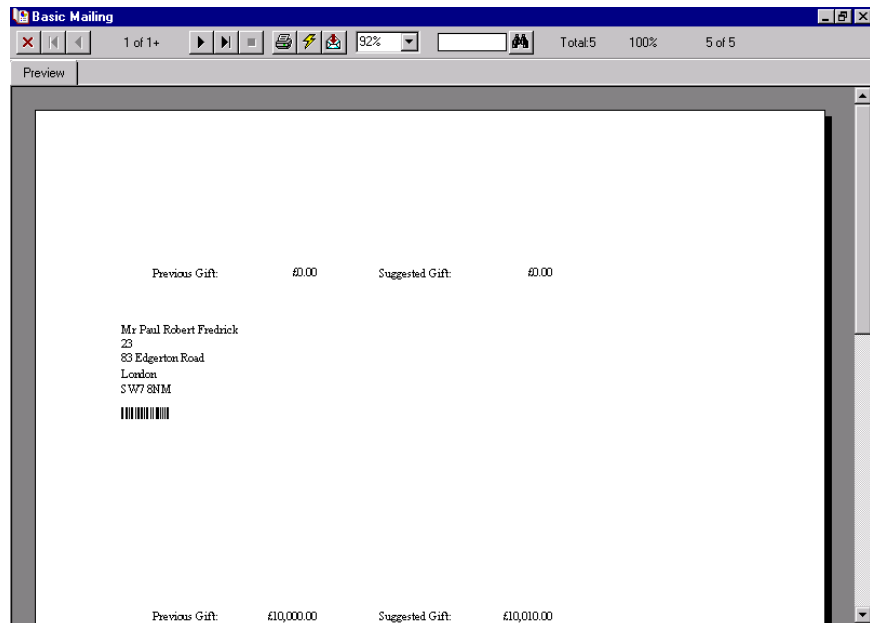 Basic Mailing
1 of 1+ 92% Total:5 100% 5 of 5
Preview
Previous Gift: £0.00 Suggested Gift: £0.00
Mr Paul Robert Fredrick
23
83 Edgerton Road
London
SW7 8NM
Previous Gift: £10,000.00 Suggested Gift: £10,010.00